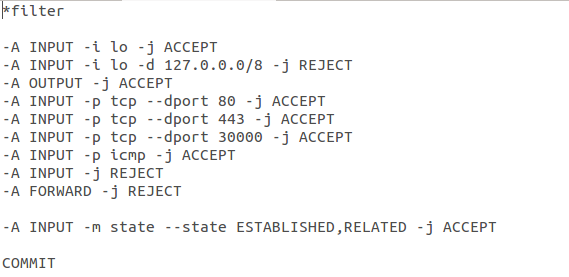 *filter
-A INPUT -i lo -j ACCEPT
-A INPUT -i lo -d 127.0.0.0/8 -j REJECT
-A OUTPUT -j ACCEPT
-A INPUT -p tcp --dport 80 -j ACCEPT
-A INPUT -p tcp --dport 443 -j ACCEPT
-A INPUT -p tcp --dport 30000 -j ACCEPT
-A INPUT -p icmp -j ACCEPT
-A INPUT -j REJECT
-A FORWARD -j REJECT
-A INPUT -m state --state ESTABLISHED,RELATED -j ACCEPT
COMMIT